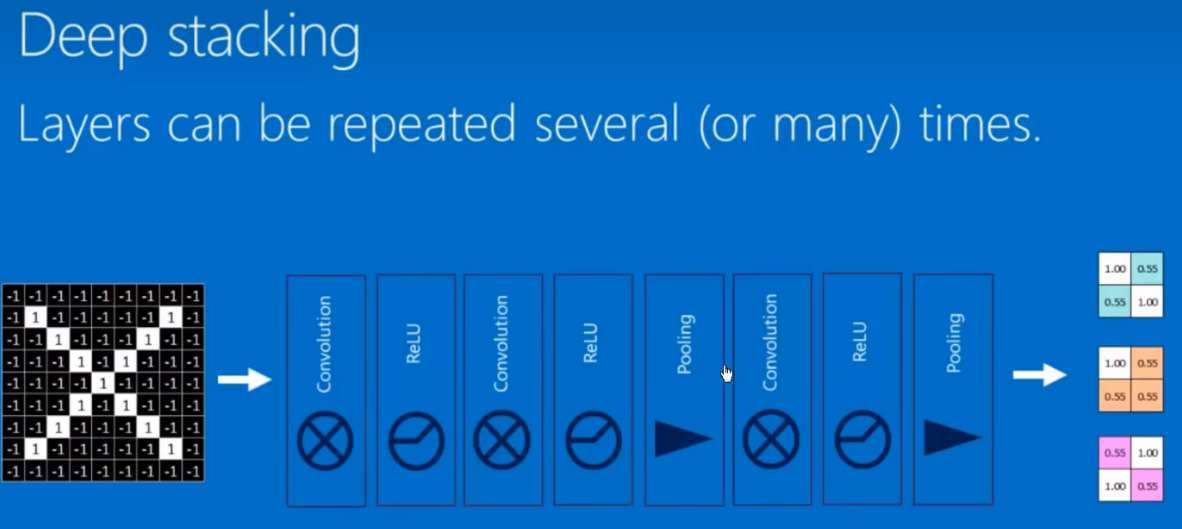 Deep stacking
Layers can be repeated several (or many) times.
-1 -1 -1 -1 -1 -1 -1 -1 -1
-1 1 -1 -1 -1 -1 -1 1 -1
-1 -1 1 -1 -1 -1 1 -1 -1
-1 -1 -1 1 -1 1 -1 -1 -1
-1 -1 -1 -1 1 -1 -1 -1 -1
-1 -1 -1 1 -1 1 -1 -1 -1
-1 -1 1 -1 -1 -1 1 -1 -1
-1 1 -1 -1 -1 -1 -1 1 -1
-1 -1 -1 -1 -1 -1 -1 -1 -1
Convolution
ReLU
Convolution
ReLU
Pooling
Convolution
ReLU
Pooling
1.00 0.55
0.55 1.00
1.00 0.55
0.55 0.55
0.55 1.00
1.00 0.55